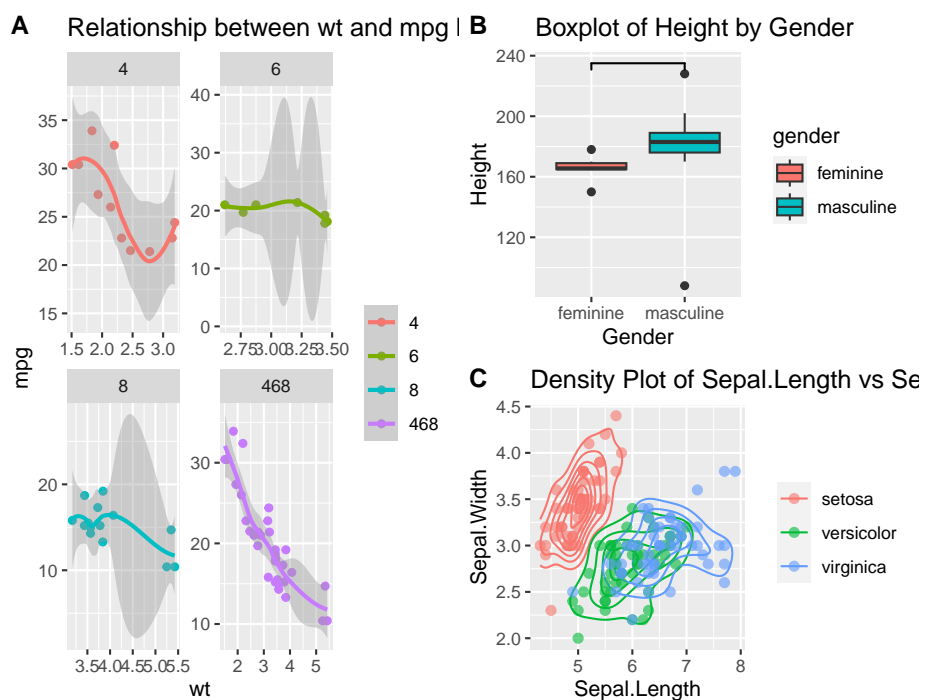 A Relationship between wt and mpg
4 6
35
30
25
20
15
40
30
20
10
0
1.5 2.0 2.5 3.0
2.75 3.00 3.25 3.50
8 468
20
10
30
20
10
3.5 4.0 4.5 5.0 5.5
2 3 4 5
mpg
wt
4
6
8
468
B Boxplot of Height by Gender
240
200
160
120
Height
feminine masculine
Gender
gender
feminine
masculine
C Density Plot of Sepal.Length vs Se
4.5
4.0
3.5
3.0
2.5
2.0
Sepal.Width
5 6 7 8
Sepal.Length
setosa
versicolor
virginica